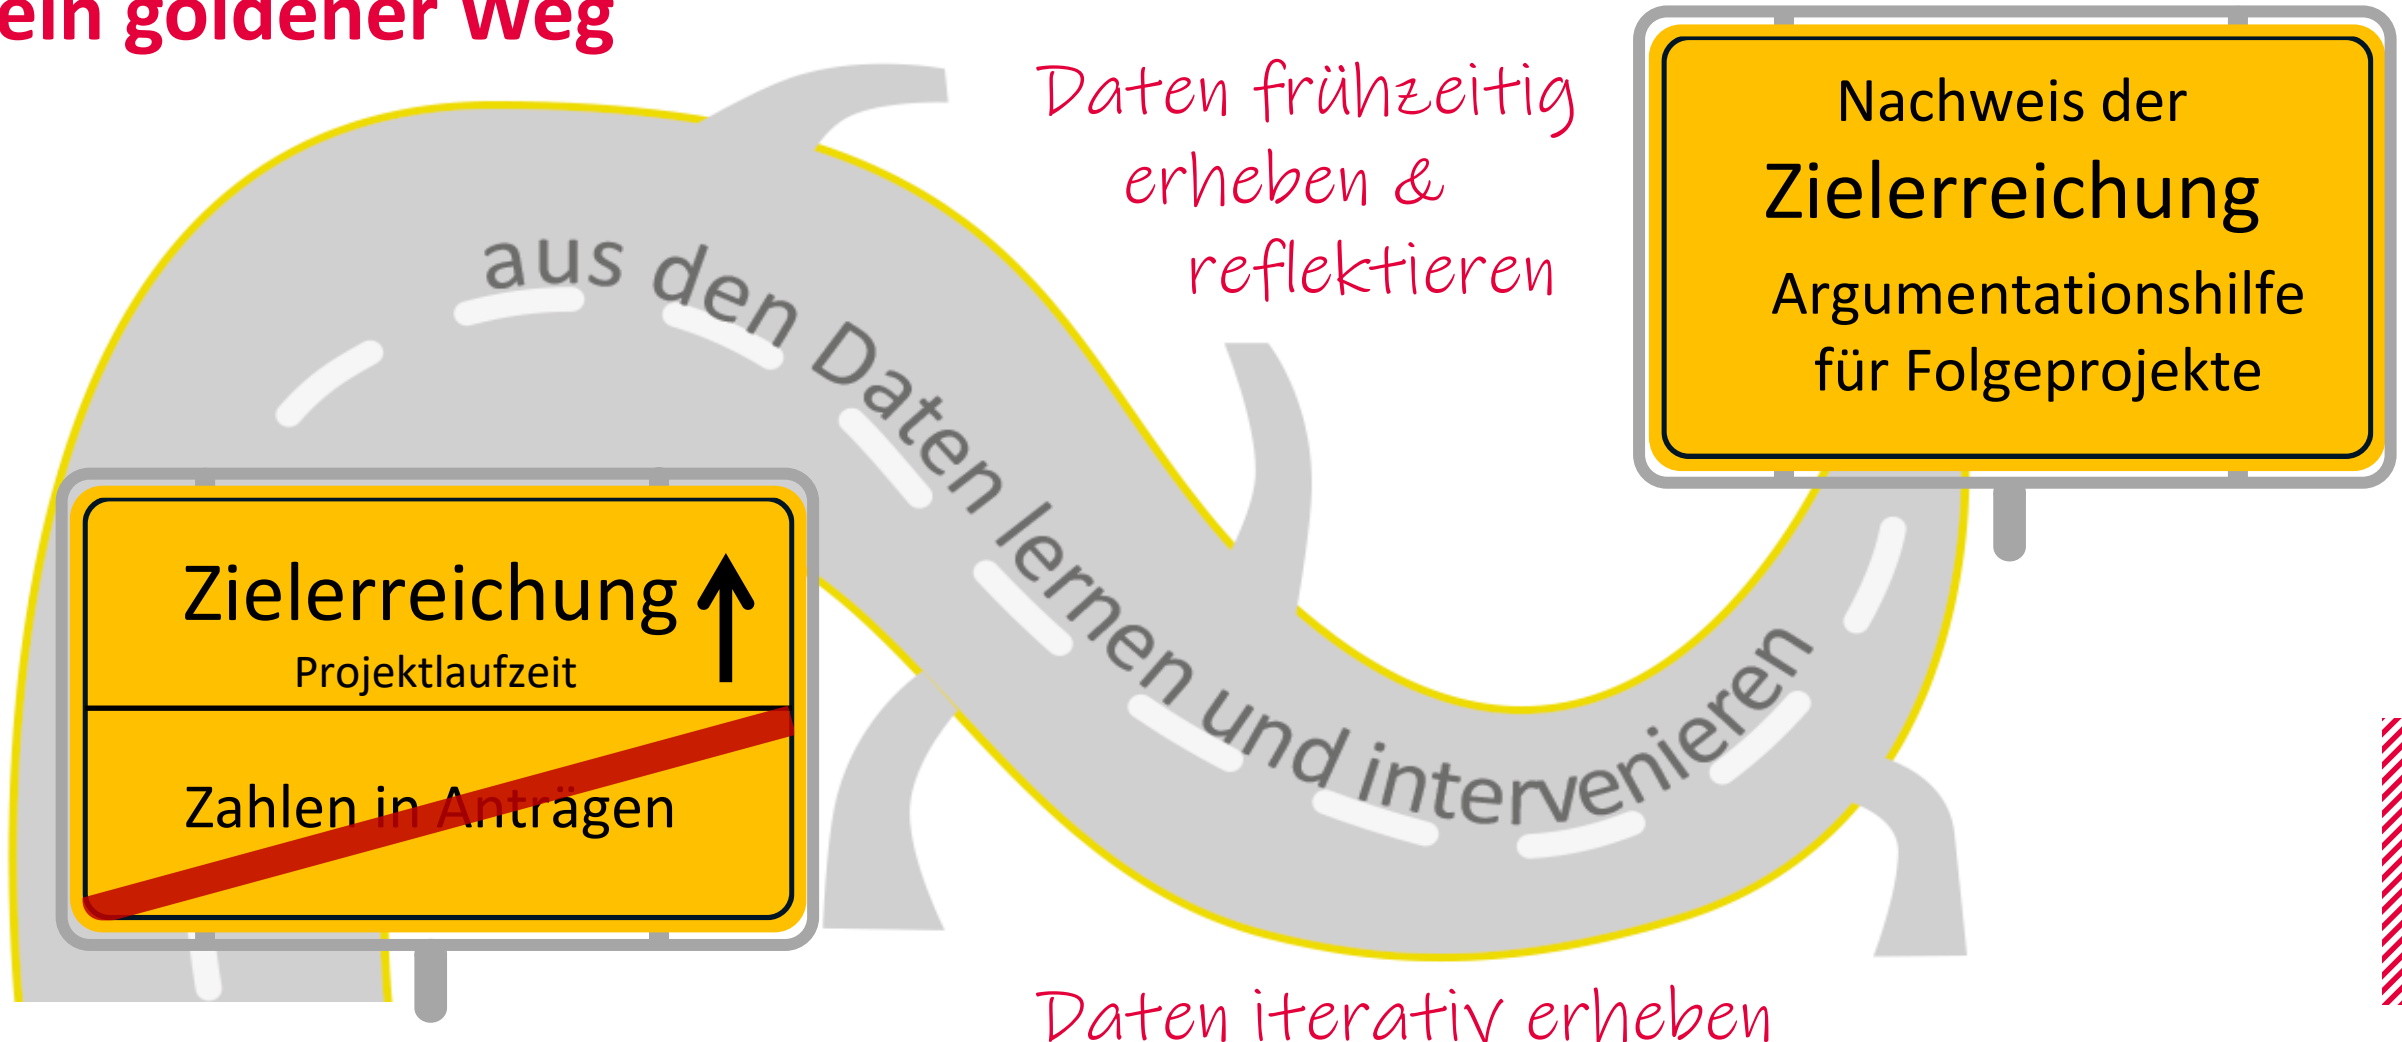 ein goldener Weg
Daten frühzeitig
erheben &
reflektieren
Nachweis der
Zielerreichung
Argumentationshilfe
für Folgeprojekte
aus den Daten lernen und intervenieren
Zielerreichung
Projektlaufzeit
Zahlen in Anträgen
Daten iterativ erheben